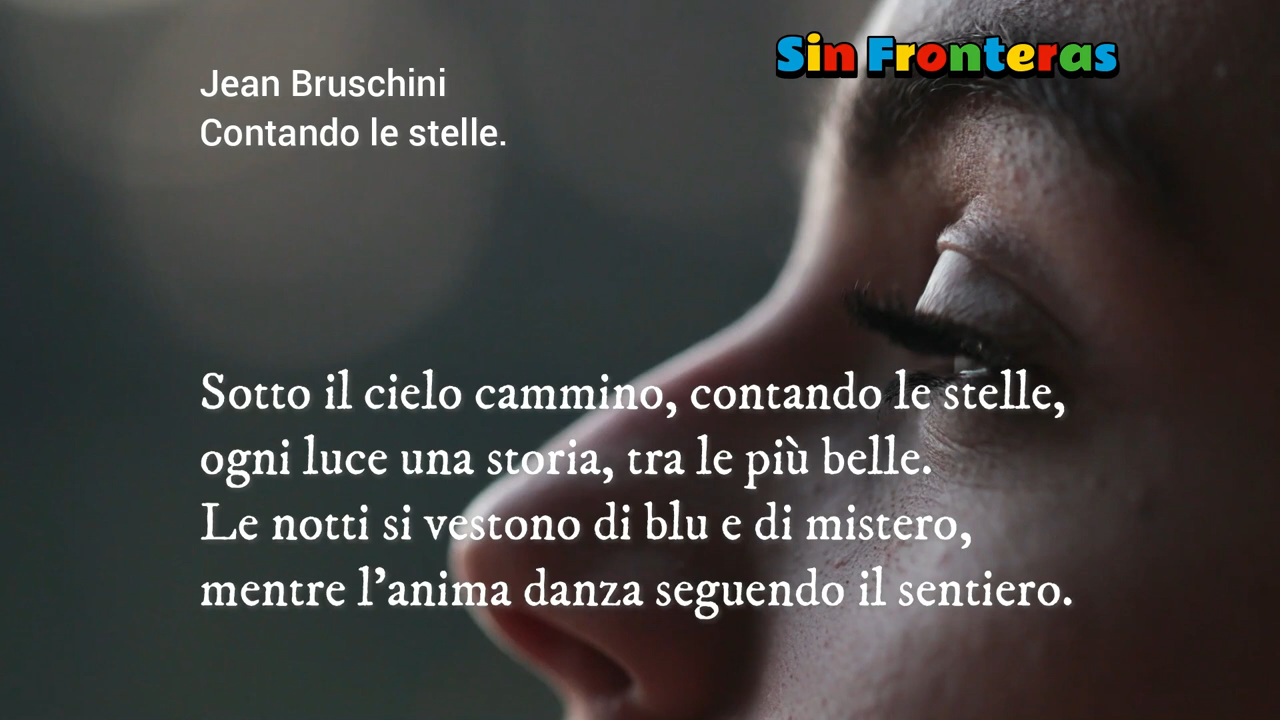 Sin Fronteras
Jean Bruschini
Contando le stelle.
Sotto il cielo cammino, contando le stelle,
ogni luce una storia, tra le più belle.
Le notti si vestono di blu e di mistero,
mentre l’anima danza seguendo il sentiero.